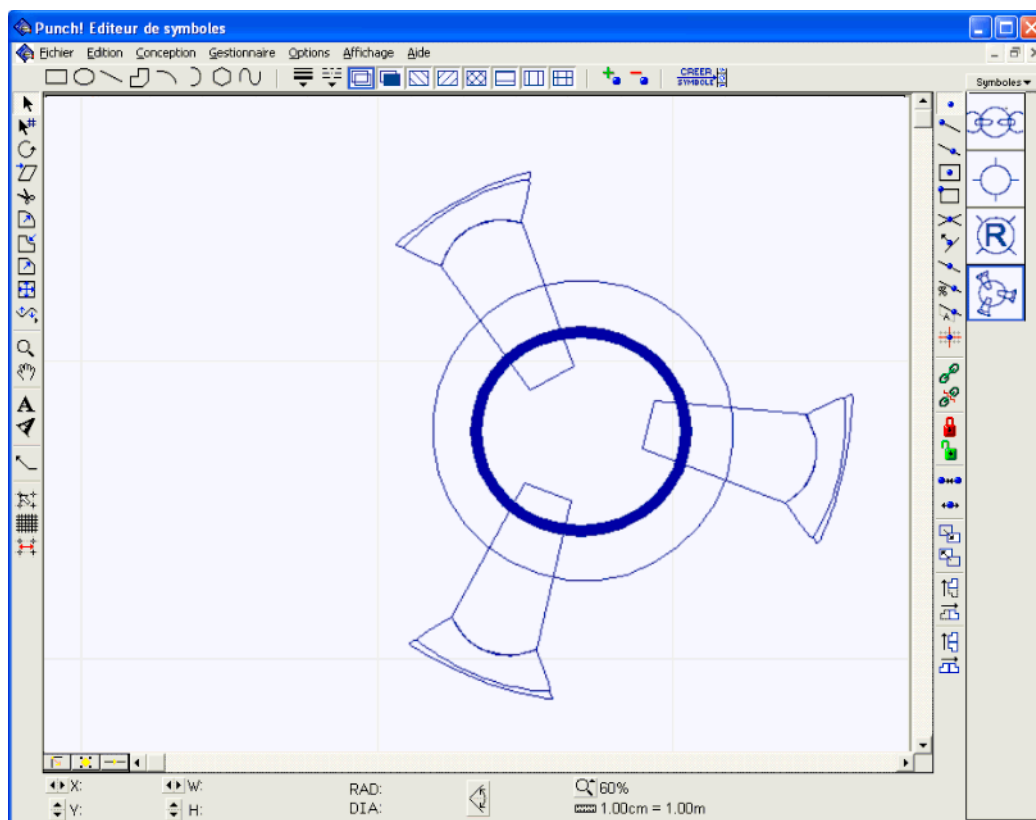 Punch! Editeur de symboles
Fichier Edition Conception Gestionnaire Options Affichage Aide
CREER
SYMBOLE
Symboles
R
A
A
X: W: RAD: 60%
Y: H: DIA: 1.00cm = 1.00m